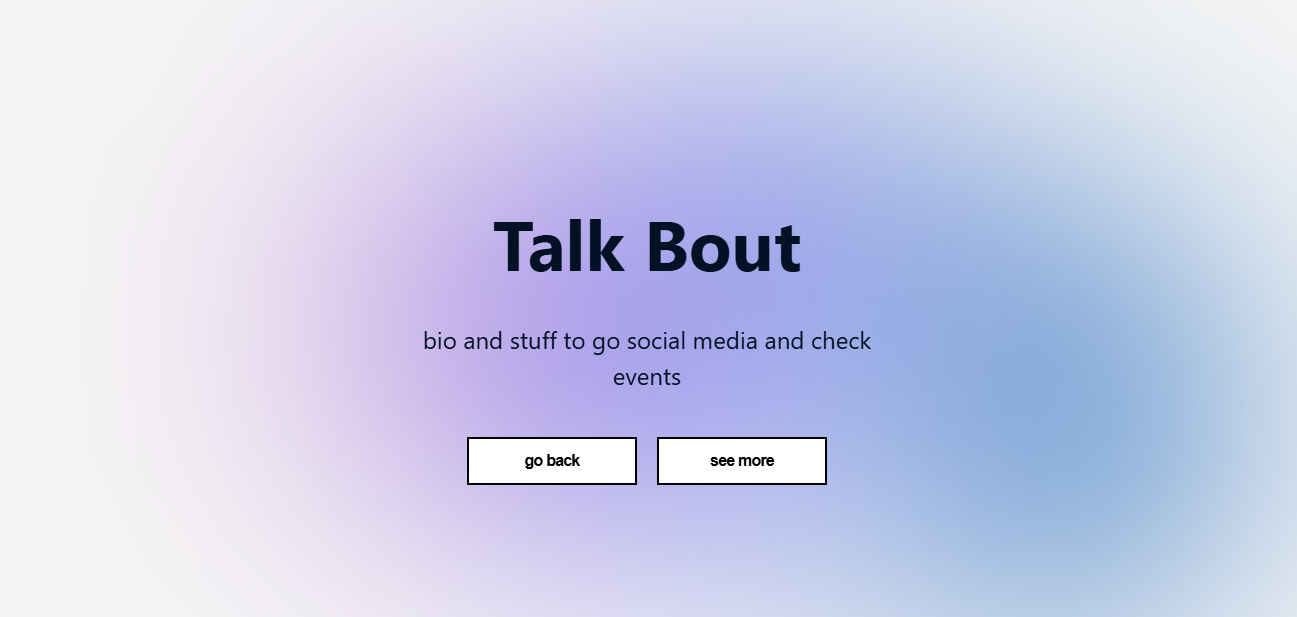 Talk Bout
bio and stuff to go social media and check
events
go back
see more